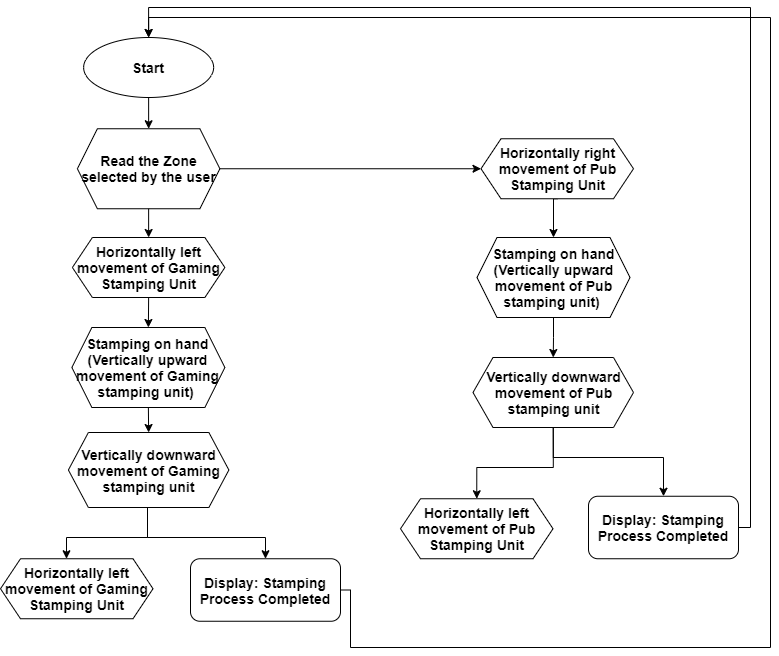 Start
Read the Zone
selected by the user
Horizontally left
movement of Gaming
Stamping Unit
Stamping on hand
(Vertically upward
movement of Gaming
stamping unit)
Vertically downward
movement of Gaming
stamping unit
Horizontally left
movement of Gaming
Stamping Unit
Display: Stamping
Process Completed
Horizontally right
movement of Pub
Stamping Unit
Stamping on hand
(Vertically upward
movement of Pub
stamping unit)
Vertically downward
movement of Pub
stamping unit
Horizontally left
movement of Pub
Stamping Unit
Display: Stamping
Process Completed